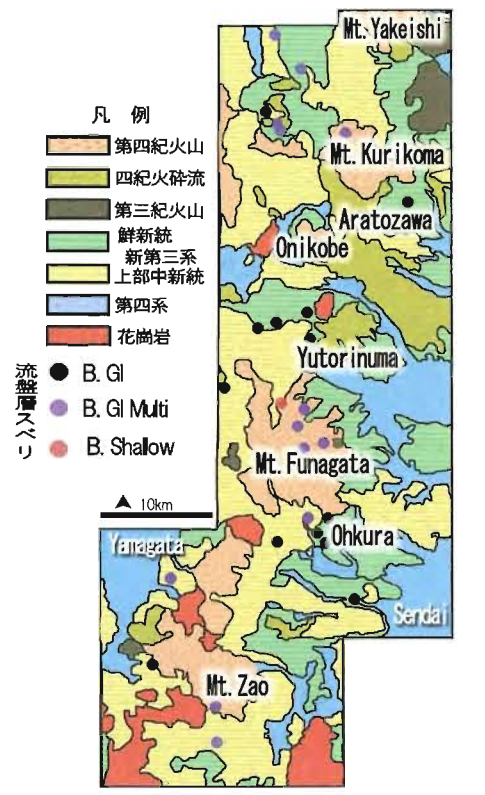 凡 例
第四紀火山
四紀火砕流
第三紀火山
鮮新統
新第三系
上部中新統
第四系
花崗岩
流盤層スベリ
B. Gl
B. Gl Multi
B. Shallow
10km
Mt. Yakeishi
Mt. Kurikoma
Aratozawa
Onikobe
Yutorinuma
Mt. Funagata
Ohkura
Yamagata
Sendai
Mt. Zao